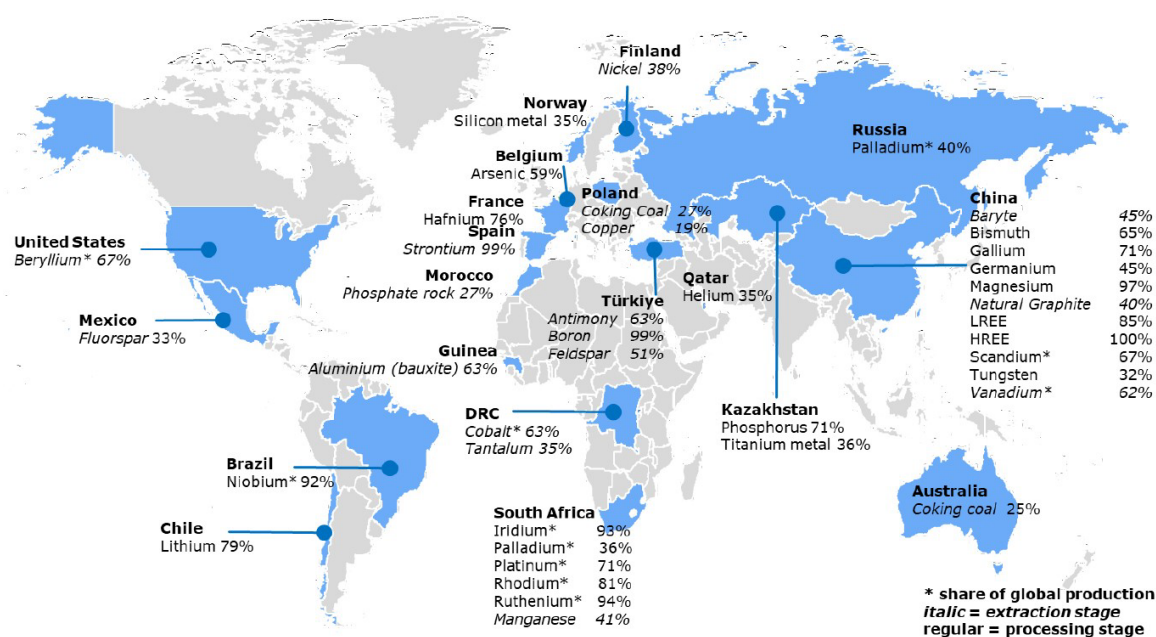 Finland
Nickel 38%
Norway
Silicon metal 35%
Russia
Palladium* 40%
Belgium
Arsenic 59%
Poland
Coking Coal 27%
Copper 19%
France
Hafnium 76%
Spain
Strontium 99%
China
Baryte 45%
Bismuth 65%
Gallium 71%
Germanium 45%
Magnesium 97%
Natural Graphite 40%
LREE 85%
HREE 100%
Scandium* 67%
Tungsten 32%
Vanadium* 62%
United States
Beryllium* 67%
Morocco
Phosphate rock 27%
Qatar
Helium 35%
Türkiye
Antimony 63%
Boron 99%
Feldspar 51%
Mexico
Fluorspar 33%
Guinea
Aluminium (bauxite) 63%
DRC
Cobalt* 63%
Tantalum 35%
Kazakhstan
Phosphorus 71%
Titanium metal 36%
Brazil
Niobium* 92%
Australia
Coking coal 25%
Chile
Lithium 79%
South Africa
Iridium* 93%
Palladium* 36%
Platinum* 71%
Rhodium* 81%
Ruthenium* 94%
Manganese 41%
* share of global production
italic = extraction stage
regular = processing stage